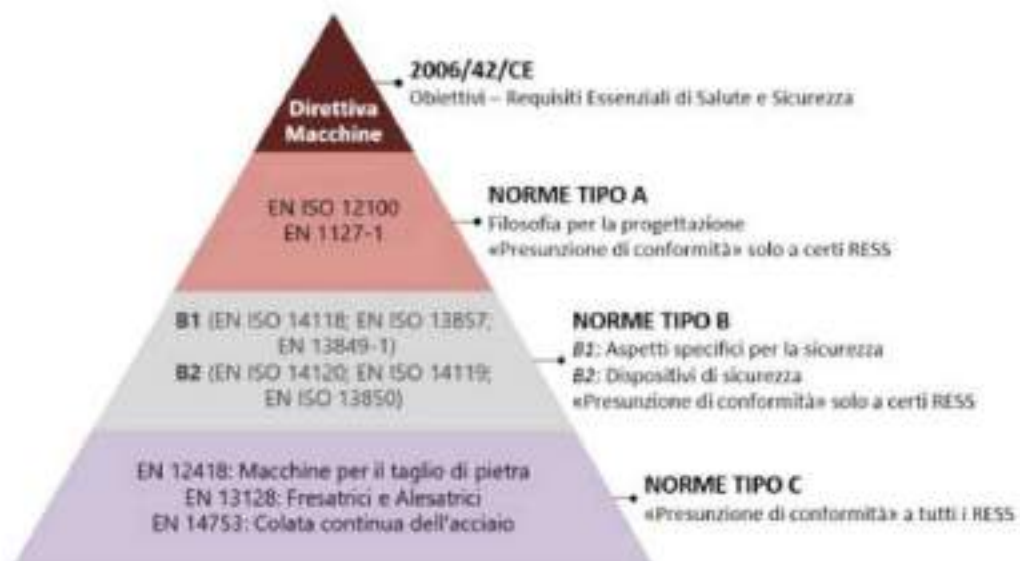 Direttiva
Macchine
2006/42/CE
Obiettivi – Requisiti Essenziali di Salute e Sicurezza
EN ISO 12100
EN 1127-1
NORME TIPO A
Filosofia per la progettazione
«Presunzione di conformità» solo a certi RESS
B1 (EN ISO 14118; EN ISO 13857;
EN 13849-1)
B2 (EN ISO 14120; EN ISO 14119;
EN ISO 13850)
NORME TIPO B
B1: Aspetti specifici per la sicurezza
B2: Dispositivi di sicurezza
«Presunzione di conformità» solo a certi RESS
EN 12418: Macchine per il taglio di pietra
EN 13128: Fresatrici e Alesatrici
EN 14753: Colata continua dell'acciaio
NORME TIPO C
«Presunzione di conformità» a tutti i RESS